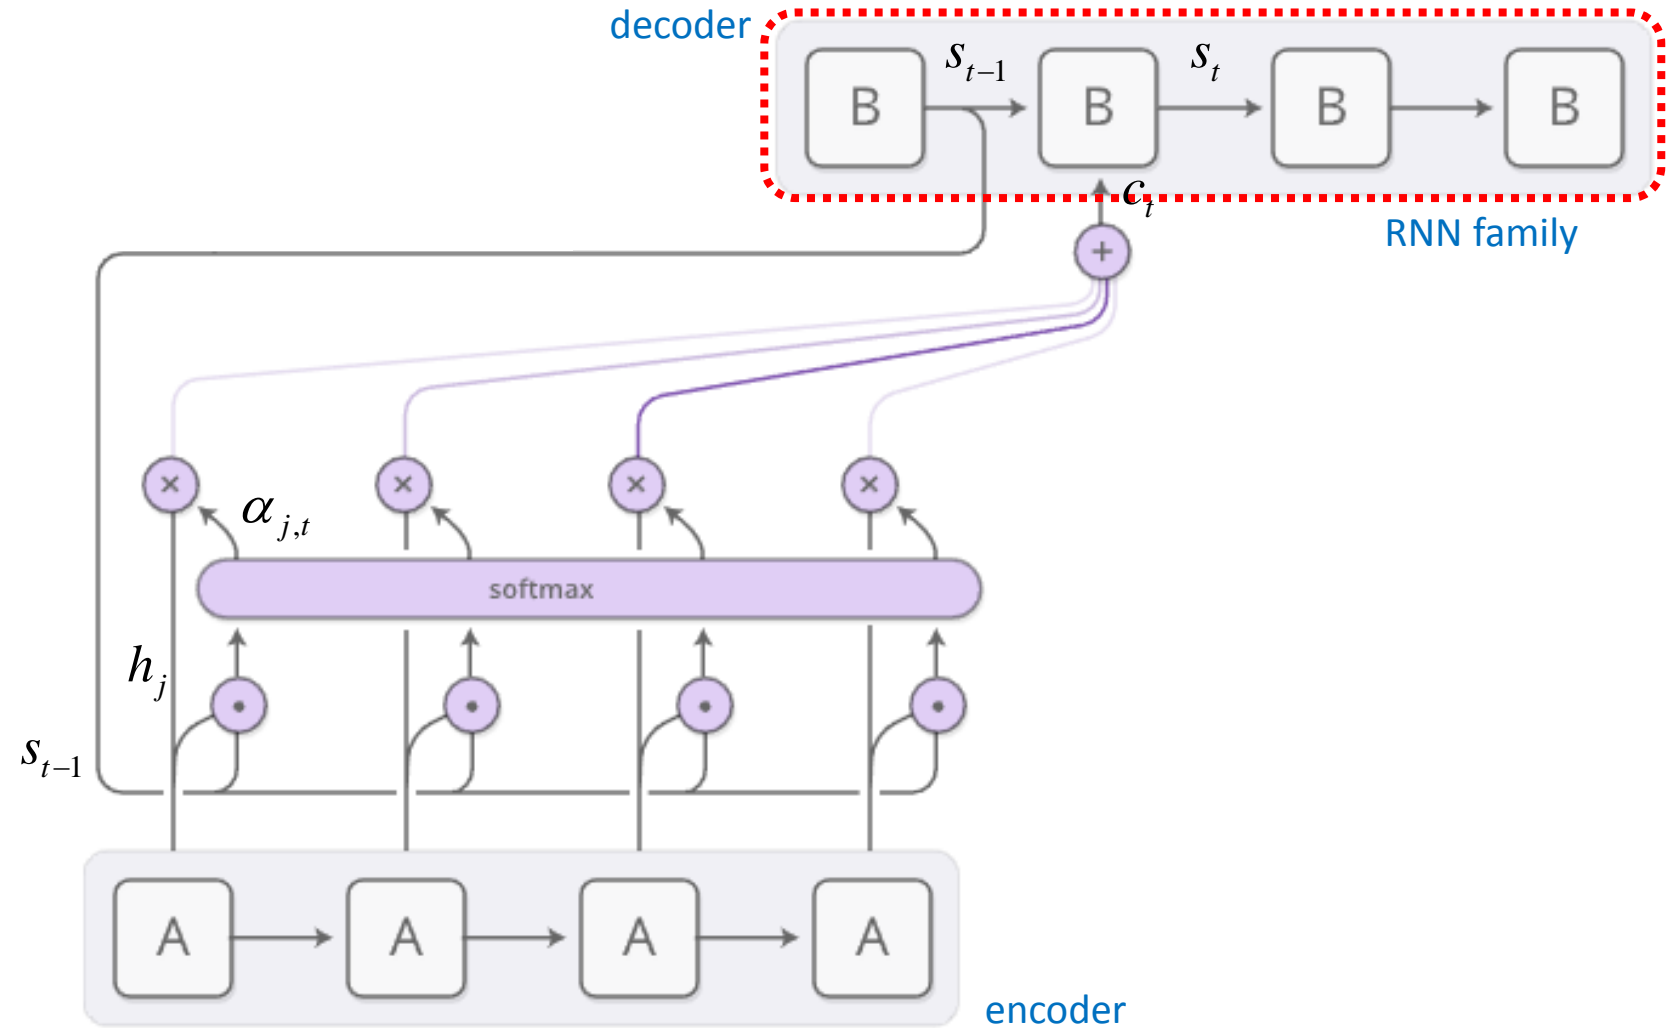 decoder
B B B B
s_{t−1} s_t
c_t
RNN family
+
× × × ×
α_{j,t}
softmax
h_j
s_{t−1}
A A A A
encoder